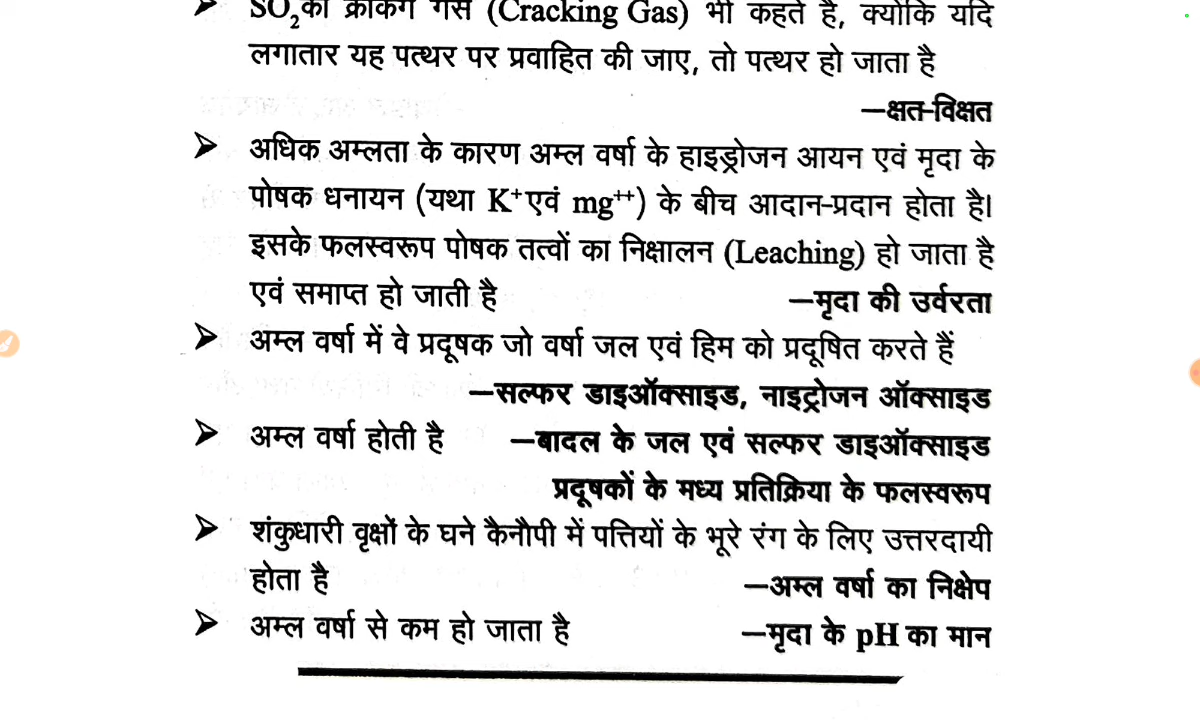 ➤ SO₂को क्रैकिंग गैस (Cracking Gas) भी कहते है, क्योंकि यदि
लगातार यह पत्थर पर प्रवाहित की जाए, तो पत्थर हो जाता है
—क्षत-विक्षत
➤ अधिक अम्लता के कारण अम्ल वर्षा के हाइड्रोजन आयन एवं मृदा के
पोषक धनायन (यथा K⁺एवं mg⁺⁺) के बीच आदान-प्रदान होता है।
इसके फलस्वरूप पोषक तत्वों का निक्षालन (Leaching) हो जाता है
एवं समाप्त हो जाती है —मृदा की उर्वरता
➤ अम्ल वर्षा में वे प्रदूषक जो वर्षा जल एवं हिम को प्रदूषित करते हैं
—सल्फर डाइऑक्साइड, नाइट्रोजन ऑक्साइड
➤ अम्ल वर्षा होती है —बादल के जल एवं सल्फर डाइऑक्साइड
प्रदूषकों के मध्य प्रतिक्रिया के फलस्वरूप
➤ शंकुधारी वृक्षों के घने कैनौपी में पत्तियों के भूरे रंग के लिए उत्तरदायी
होता है —अम्ल वर्षा का निक्षेप
➤ अम्ल वर्षा से कम हो जाता है —मृदा के pH का मान